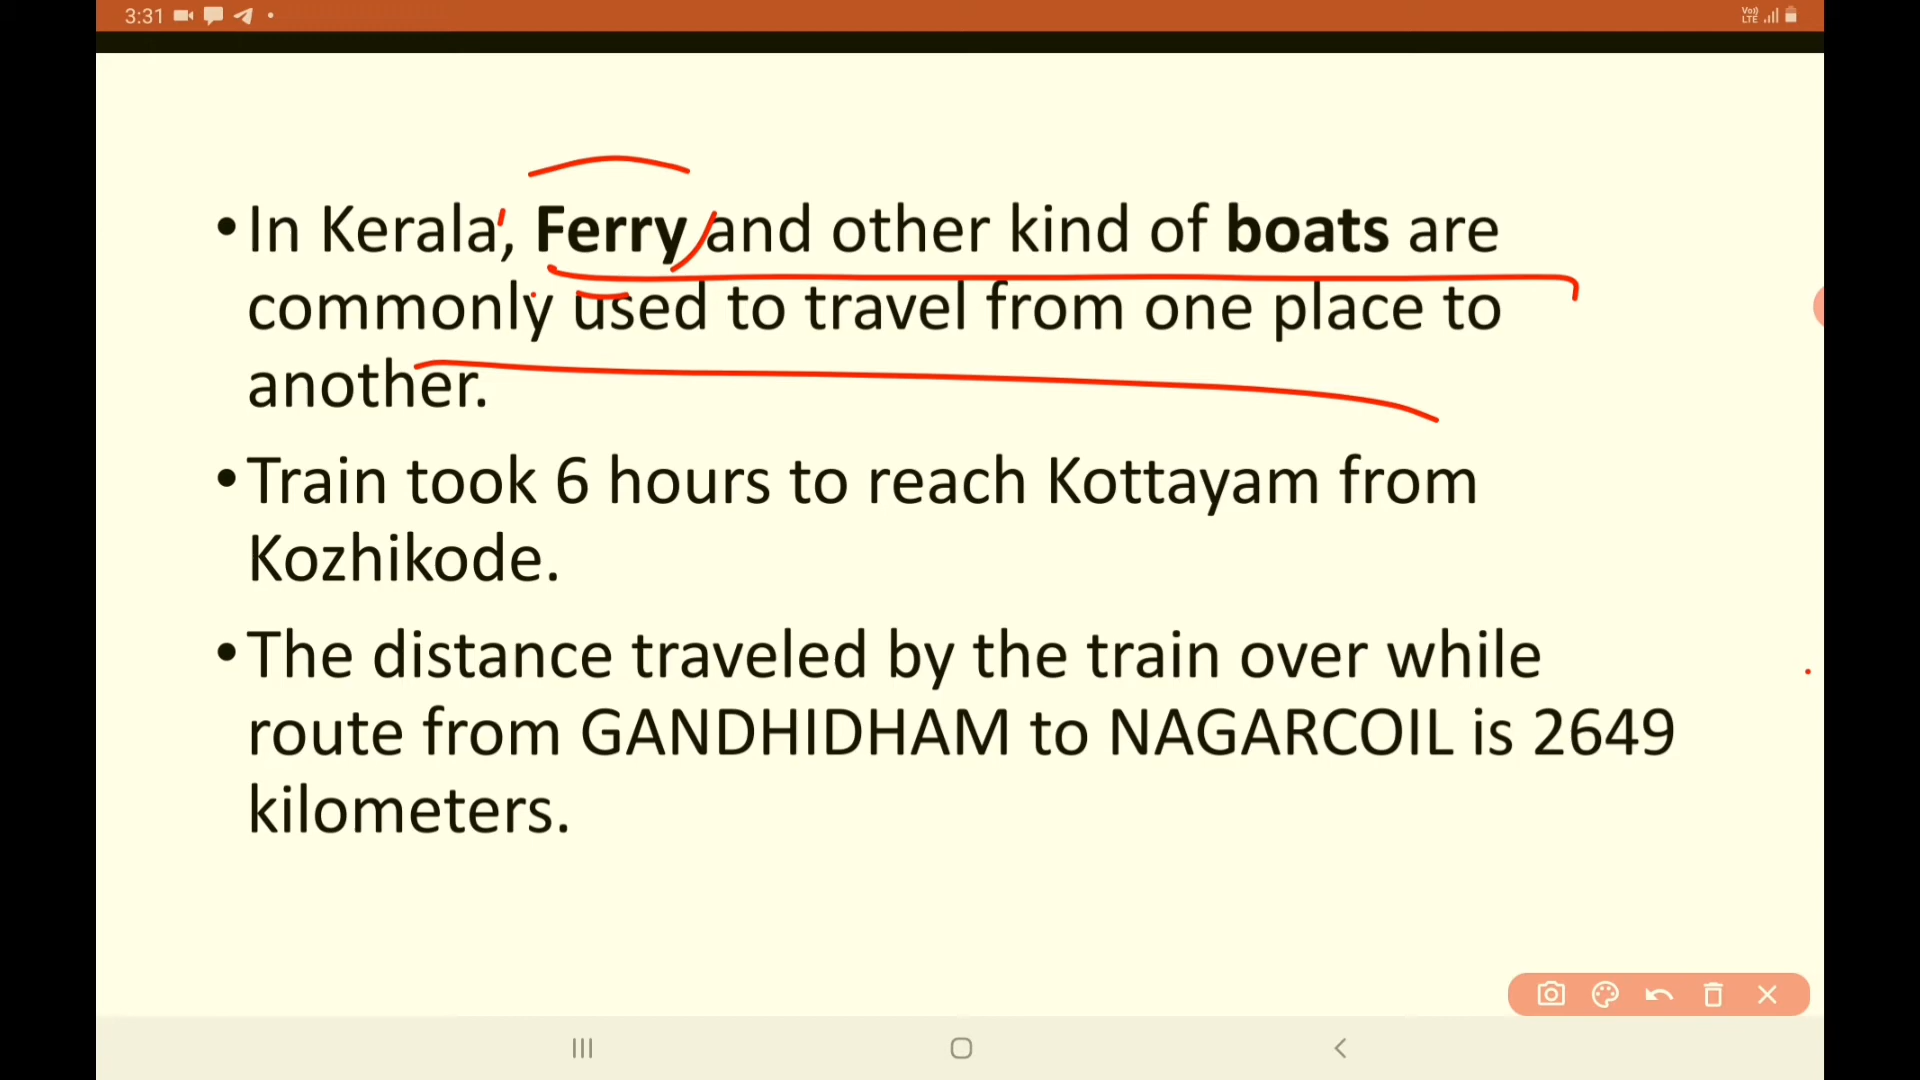 3:31
Vo)) LTE
•In Kerala, Ferry and other kind of boats are
commonly used to travel from one place to
another.
•Train took 6 hours to reach Kottayam from
Kozhikode.
•The distance traveled by the train over while
route from GANDHIDHAM to NAGARCOIL is 2649
kilometers.